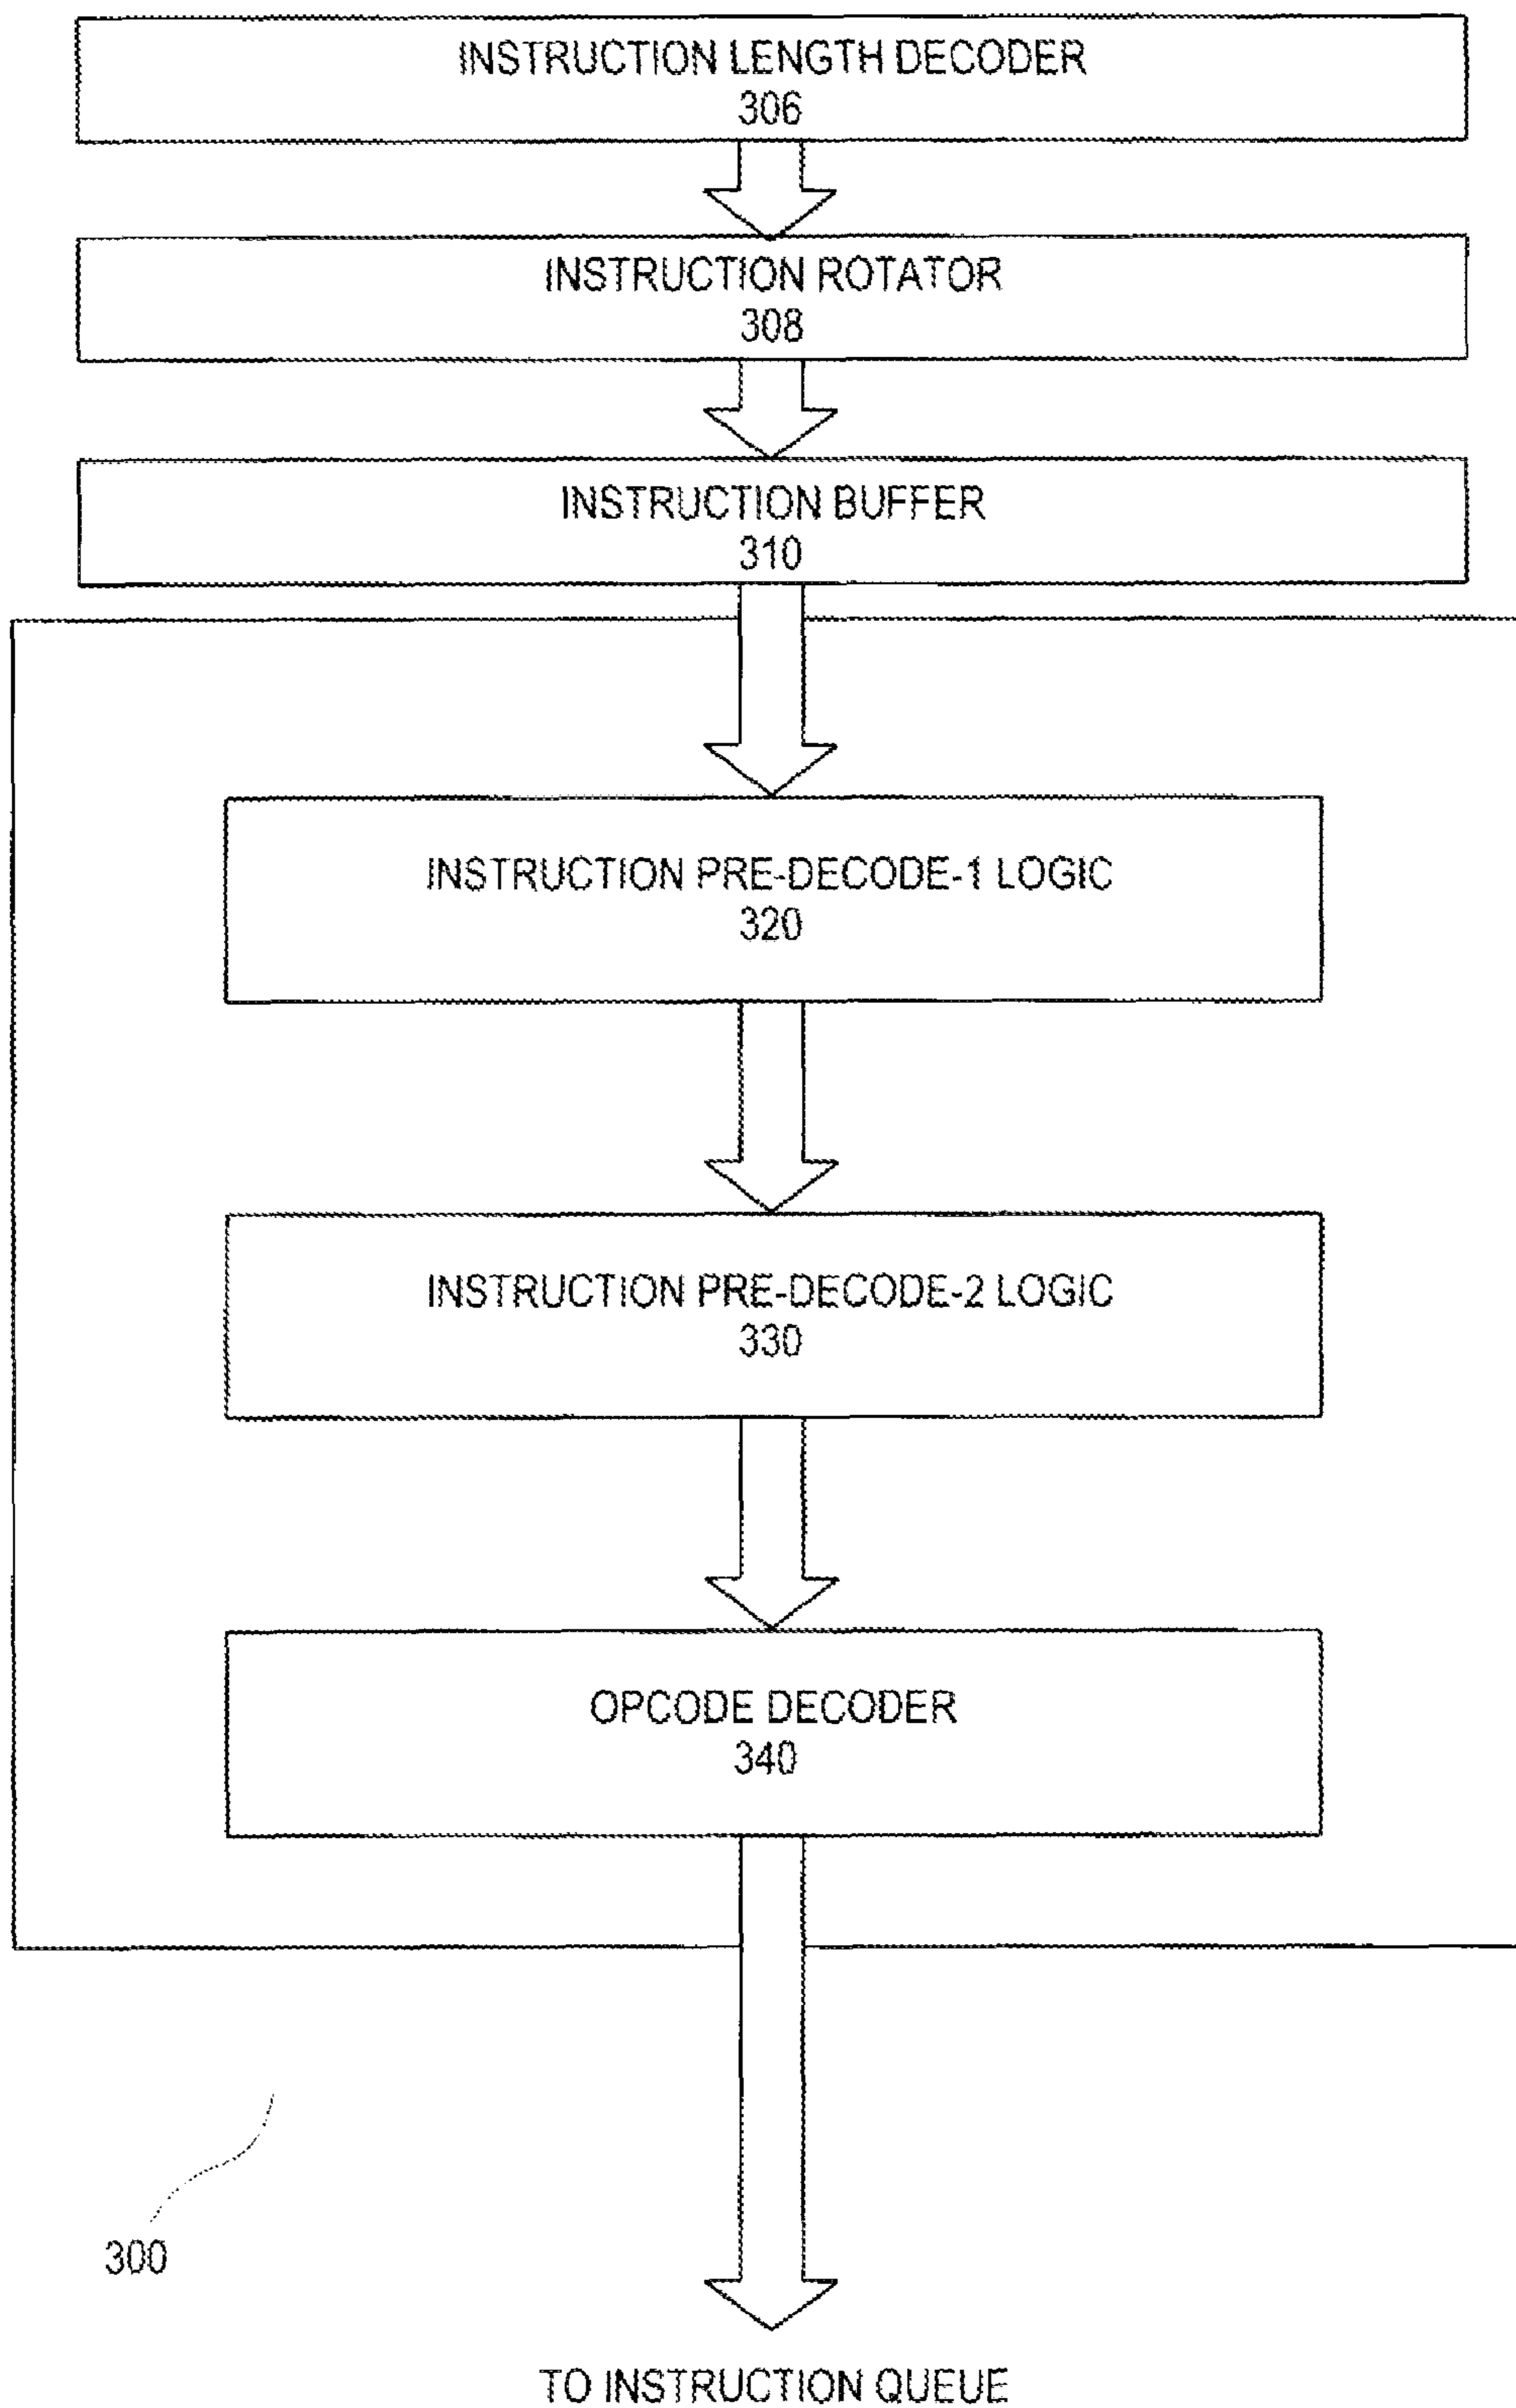 INSTRUCTION LENGTH DECODER
306
INSTRUCTION ROTATOR
308
INSTRUCTION BUFFER
310
INSTRUCTION PRE-DECODE-1 LOGIC
320
INSTRUCTION PRE-DECODE-2 LOGIC
330
OPCODE DECODER
340
300
TO INSTRUCTION QUEUE